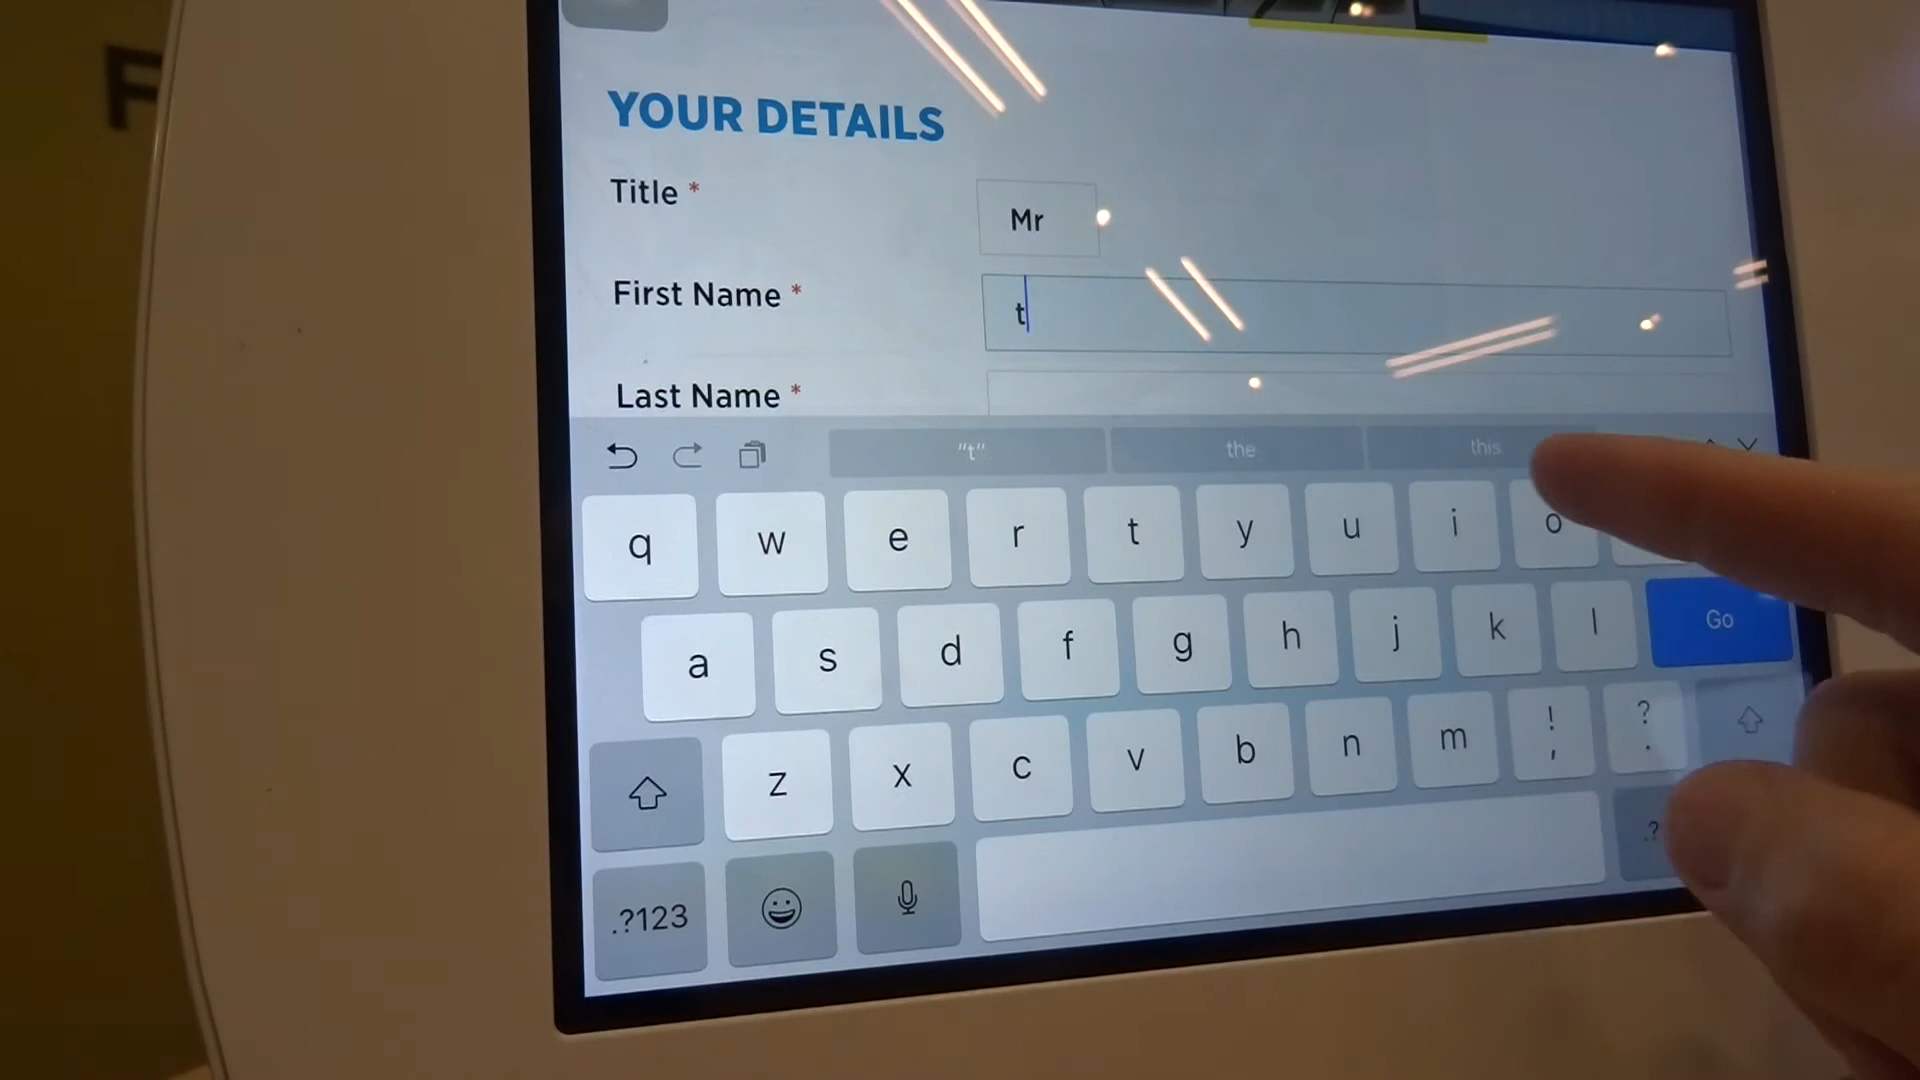 F
YOUR DETAILS
Title *
Mr
First Name *
t
Last Name *
"t" the this
q w e r t y u i o
a s d f g h j k l Go
z x c v b n m ! , ? .
.?123 .?